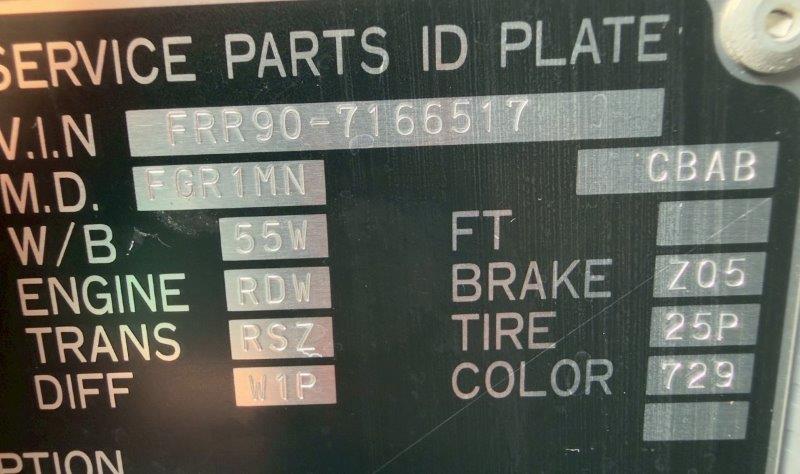 SERVICE PARTS ID PLATE
V.I.N FRR90-7166517
M.D. FGR1MN CBAB
W/B 55W FT
ENGINE RDW BRAKE Z05
TRANS RSZ TIRE 25P
DIFF W1P COLOR 729
PTION